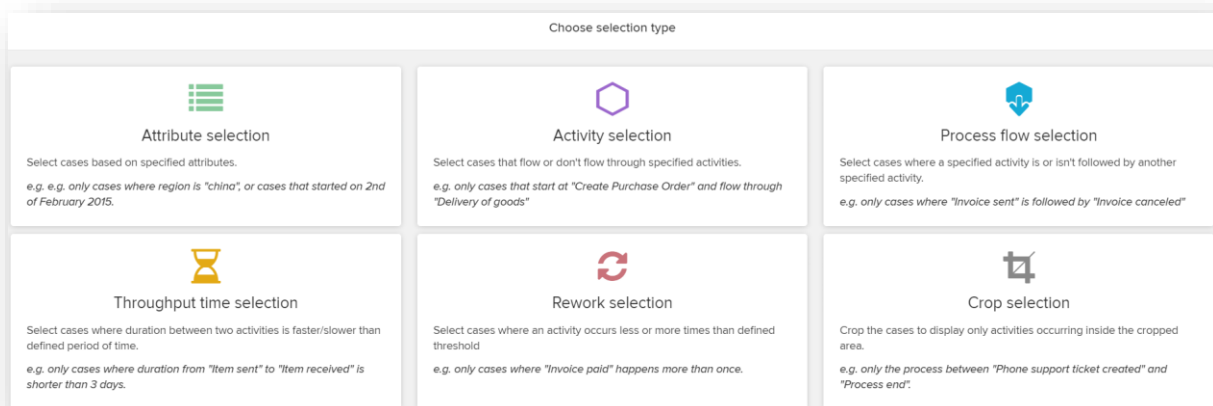 Choose selection type
Attribute selection
Select cases based on specified attributes.
e.g. e.g. only cases where region is "china", or cases that started on 2nd
of February 2015.
Activity selection
Select cases that flow or don't flow through specified activities.
e.g. only cases that start at "Create Purchase Order" and flow through
"Delivery of goods"
Process flow selection
Select cases where a specified activity is or isn't followed by another
specified activity.
e.g. only cases where "Invoice sent" is followed by "Invoice canceled"
Throughput time selection
Select cases where duration between two activities is faster/slower than
defined period of time.
e.g. only cases where duration from "Item sent" to "Item received" is
shorter than 3 days.
Rework selection
Select cases where an activity occurs less or more times than defined
threshold
e.g. only cases where "Invoice paid" happens more than once.
Crop selection
Crop the cases to display only activities occurring inside the cropped
area.
e.g. only the process between "Phone support ticket created" and
"Process end".